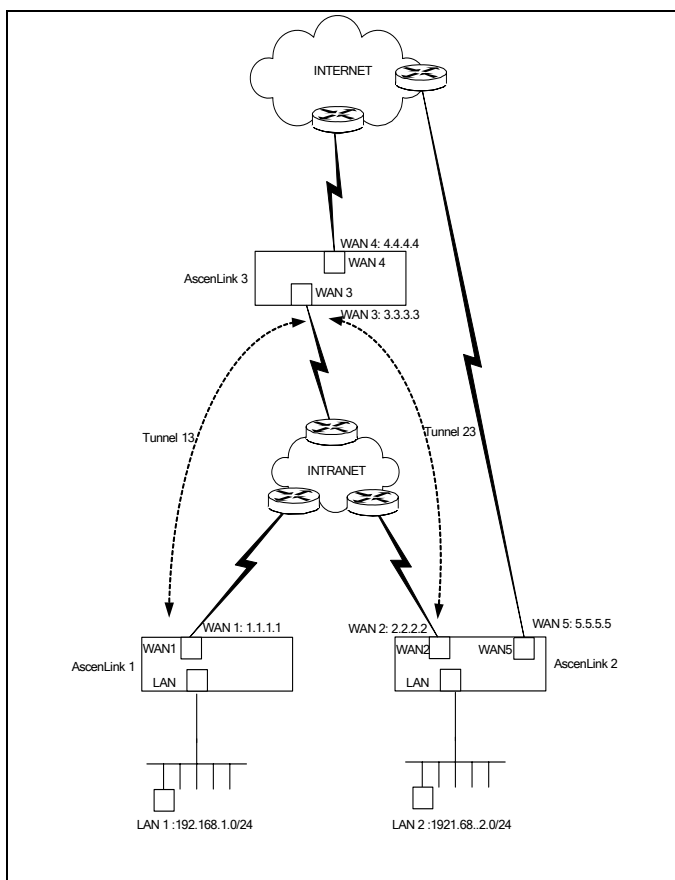 INTERNET
WAN 4: 4.4.4.4
WAN 4
AscenLink 3
WAN 3
WAN 3: 3.3.3.3
Tunnel 13
Tunnel 23
INTRANET
WAN 1: 1.1.1.1
WAN 2: 2.2.2.2
WAN 5: 5.5.5.5
WAN1
WAN2
WAN5
AscenLink 1
AscenLink 2
LAN
LAN
LAN 1 :192.168.1.0/24
LAN 2 :1921.68..2.0/24